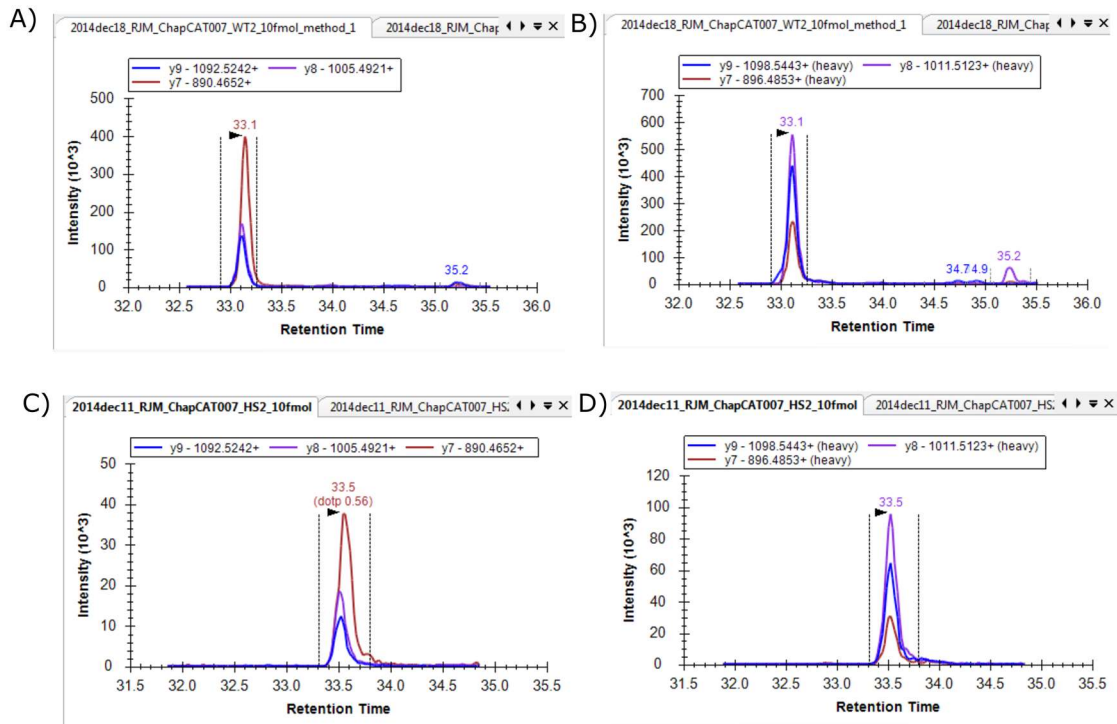 A)
2014dec18_RJM_ChapCAT007_WT2_10fmol_method_1
2014dec18_RJM_Chap
y9 - 1092.5242+ y8 - 1005.4921+
y7 - 890.4652+
500
400
300
200
100
0
33.1
35.2
32.0 32.5 33.0 33.5 34.0 34.5 35.0 35.5 36.0
Intensity (10^3)
Retention Time
B)
2014dec18_RJM_ChapCAT007_WT2_10fmol_method_1
2014dec18_RJM_Chap
y9 - 1098.5443+ (heavy) y8 - 1011.5123+ (heavy)
y7 - 896.4853+ (heavy)
700
600
500
400
300
200
100
0
33.1
34.7 4.9
35.2
32.0 32.5 33.0 33.5 34.0 34.5 35.0 35.5 36.0
Intensity (10^3)
Retention Time
C)
2014dec11_RJM_ChapCAT007_HS2_10fmol
2014dec11_RJM_ChapCAT007_HS2
y9 - 1092.5242+ y8 - 1005.4921+ y7 - 890.4652+
50
40
30
20
10
0
33.5
(dotp 0.56)
31.5 32.0 32.5 33.0 33.5 34.0 34.5 35.0 35.5
Intensity (10^3)
Retention Time
D)
2014dec11_RJM_ChapCAT007_HS2_10fmol
2014dec11_RJM_ChapCAT007_HS2
y9 - 1098.5443+ (heavy) y8 - 1011.5123+ (heavy)
y7 - 896.4853+ (heavy)
120
100
80
60
40
20
0
33.5
31.5 32.0 32.5 33.0 33.5 34.0 34.5 35.0 35.5
Intensity (10^3)
Retention Time